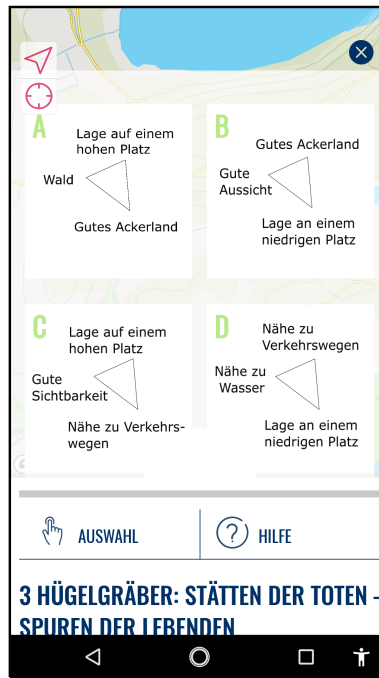 A
Lage auf einem
hohen Platz
Wald
Gutes Ackerland
B
Gutes Ackerland
Gute
Aussicht
Lage an einem
niedrigen Platz
C
Lage auf einem
hohen Platz
Gute
Sichtbarkeit
Nähe zu Verkehrs-
wegen
D
Nähe zu
Verkehrswegen
Nähe zu
Wasser
Lage an einem
niedrigen Platz
AUSWAHL
? HILFE
3 HÜGELGRÄBER: STÄTTEN DER TOTEN -
SPUREN DER LEBENDEN